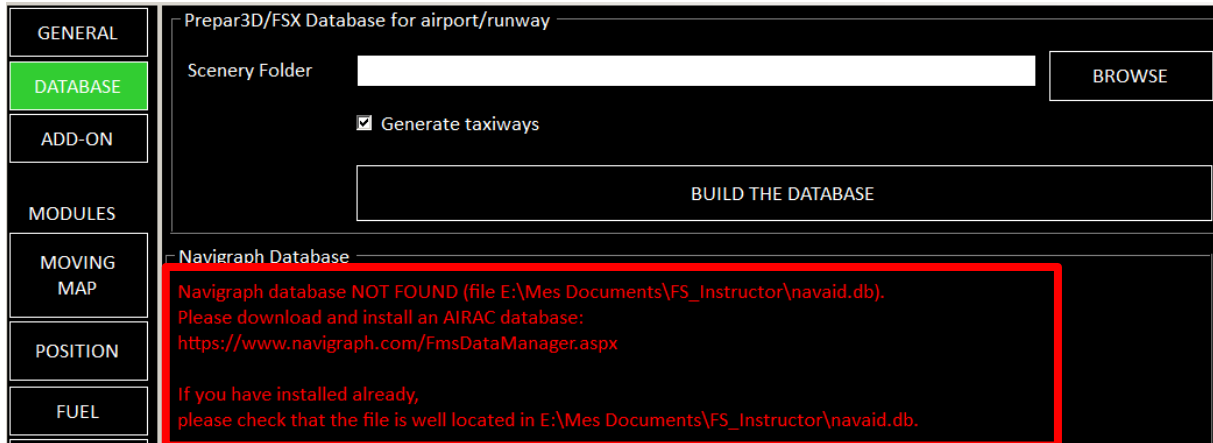 GENERAL
DATABASE
ADD-ON
MODULES
MOVING
MAP
POSITION
FUEL
Prepar3D/FSX Database for airport/runway
Scenery Folder
BROWSE
Generate taxiways
BUILD THE DATABASE
Navigraph Database
Navigraph database NOT FOUND (file E:\Mes Documents\FS_Instructor\navaid.db).
Please download and install an AIRAC database:
https://www.navigraph.com/FmsDataManager.aspx
If you have installed already,
please check that the file is well located in E:\Mes Documents\FS_Instructor\navaid.db.